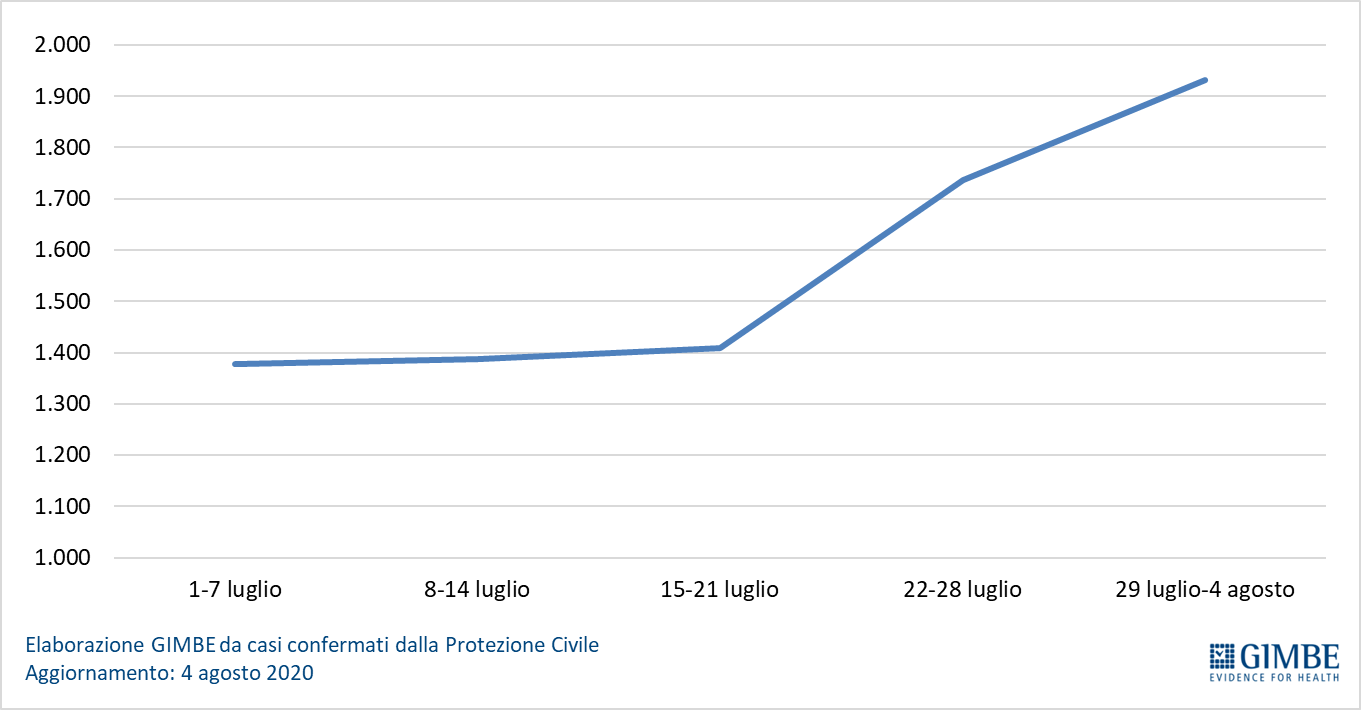 2.000
1.900
1.800
1.700
1.600
1.500
1.400
1.300
1.200
1.100
1.000
1-7 luglio
8-14 luglio
15-21 luglio
22-28 luglio
29 luglio-4 agosto
Elaborazione GIMBE da casi confermati dalla Protezione Civile
Aggiornamento: 4 agosto 2020
GIMBE
EVIDENCE FOR HEALTH